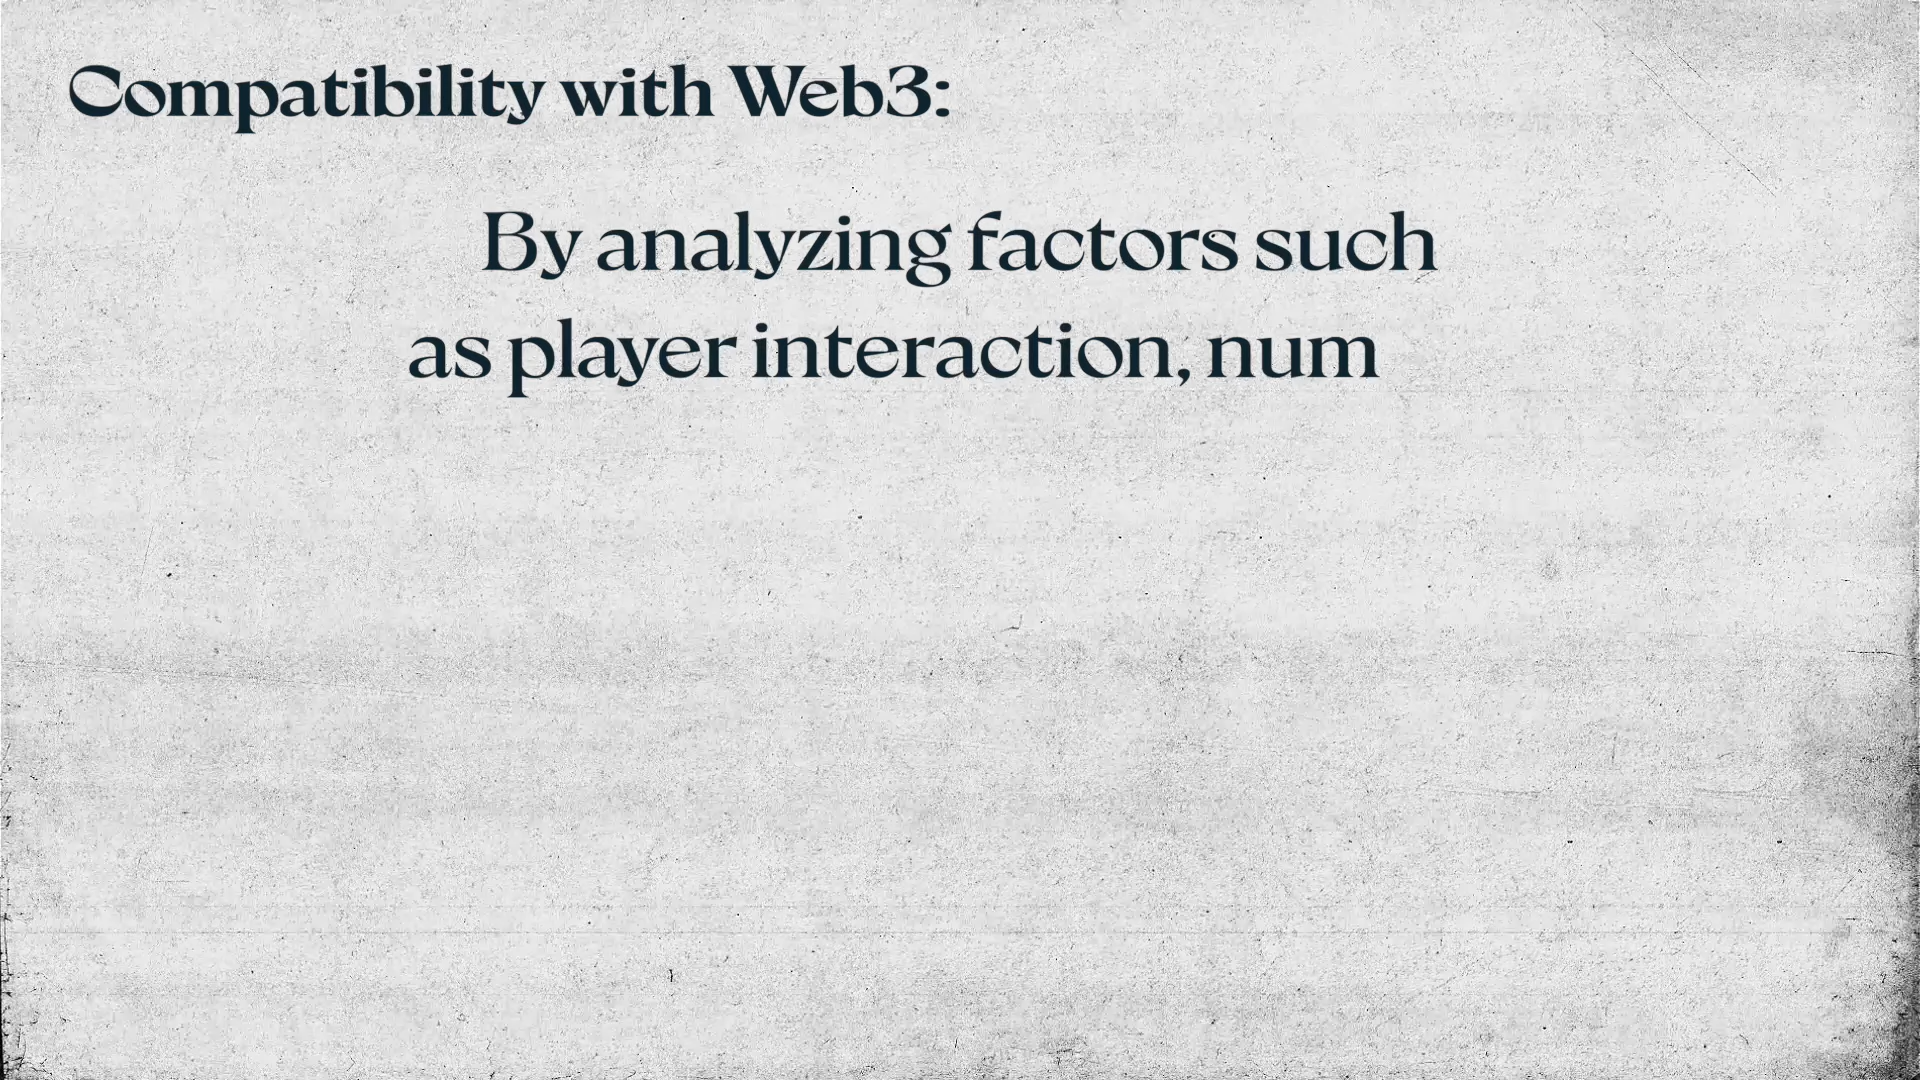 Compatibility with Web3:
By analyzing factors such
as player interaction, num